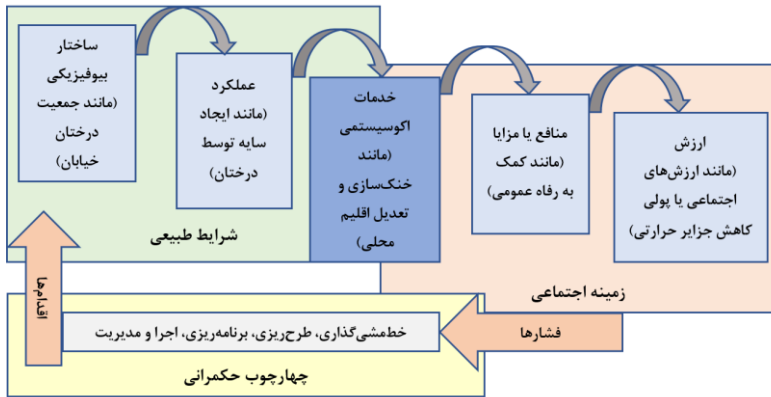 ساختار
بیوفیزیکی
(مانند جمعیت
درختان
خیابان)
عملکرد
(مانند ایجاد
سایه توسط
درختان)
خدمات
اکوسیستمی
(مانند
خنک‌سازی و
تعدیل اقلیم
محلی)
منافع یا مزایا
(مانند کمک
به رفاه عمومی)
ارزش
(مانند ارزش‌های
اجتماعی یا پولی
کاهش جزایر حرارتی)
شرایط طبیعی
زمینه اجتماعی
فشارها
خط‌مشی‌گذاری، طرح‌ریزی، برنامه‌ریزی، اجرا و مدیریت
اقدام‌ها
چهارچوب حکمرانی